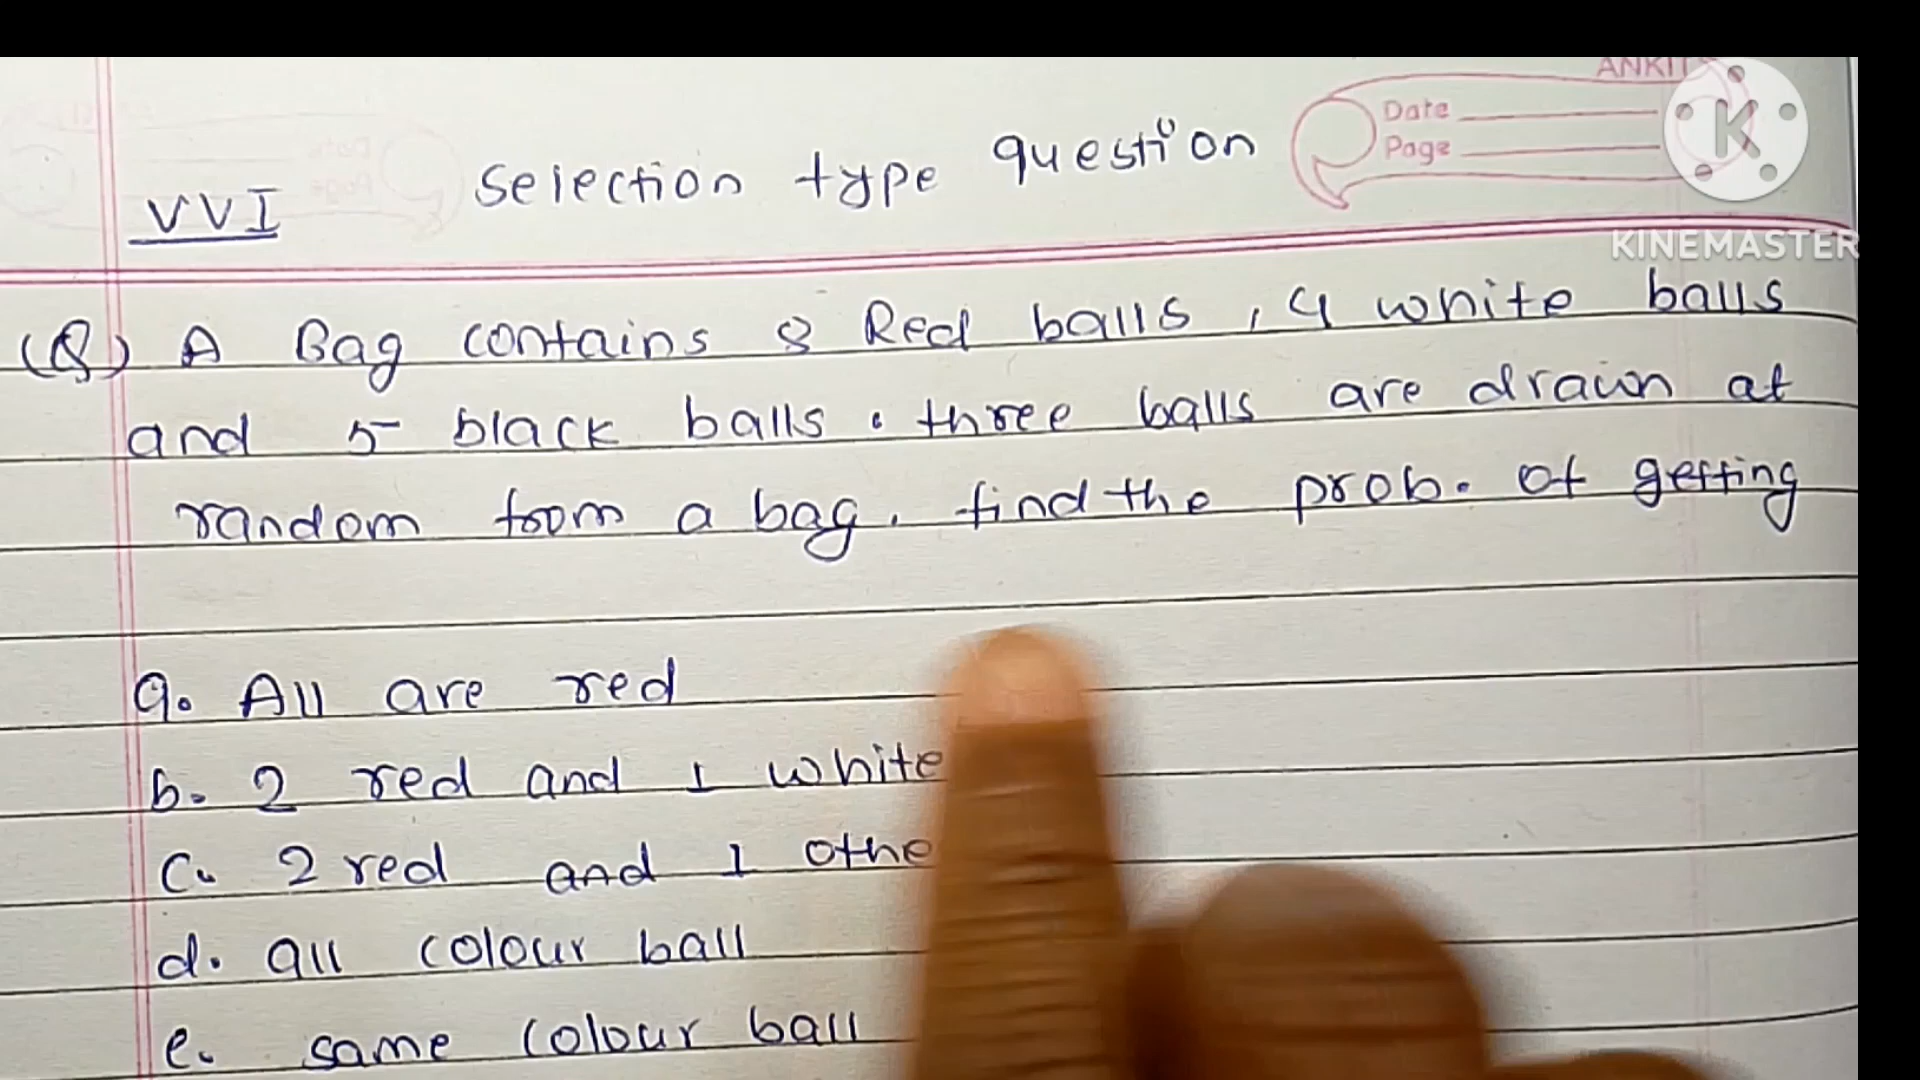 ANKIT
Date
Page
K
KINEMASTER
VVI selection type question
(Q) A Bag contains 8 Red balls, 4 white balls
and 5 black balls. three balls are drawn at
random from a bag. find the prob. of getting
a. All are red
b. 2 red and 1 white
c. 2 red and 1 othe
d. all colour ball
e. same colour ball